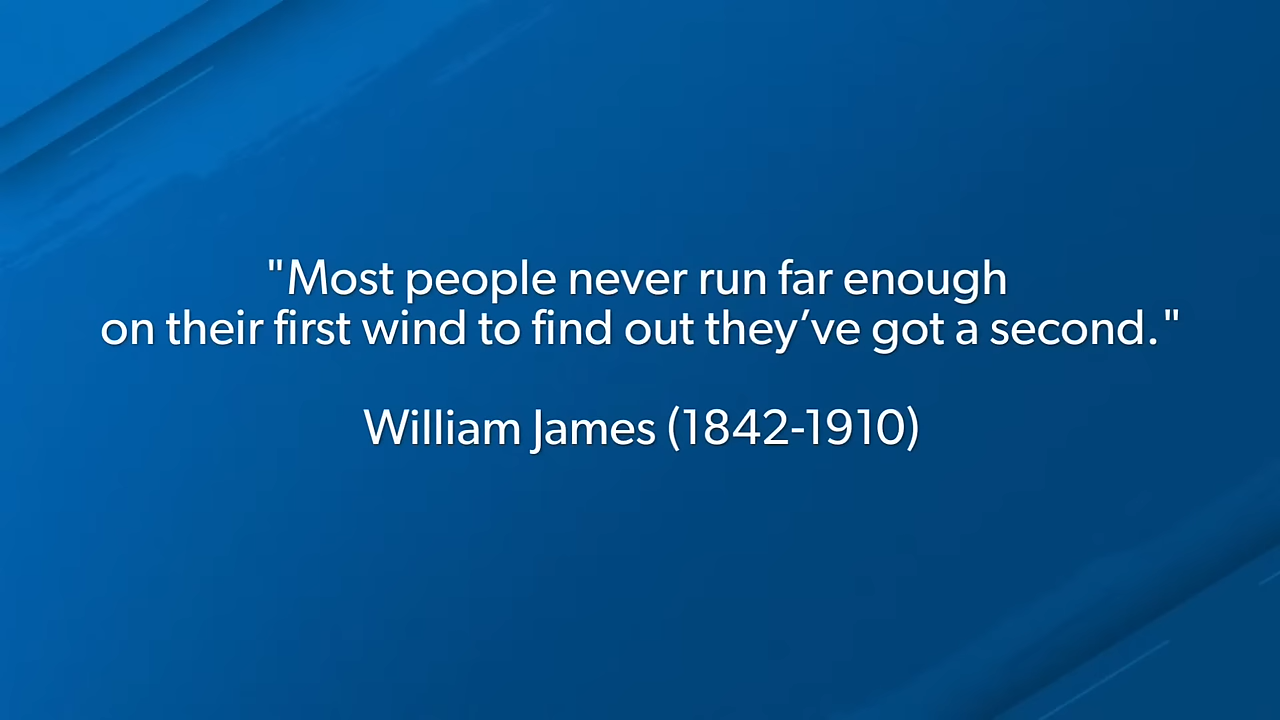 "Most people never run far enough
on their first wind to find out they’ve got a second."
William James (1842-1910)